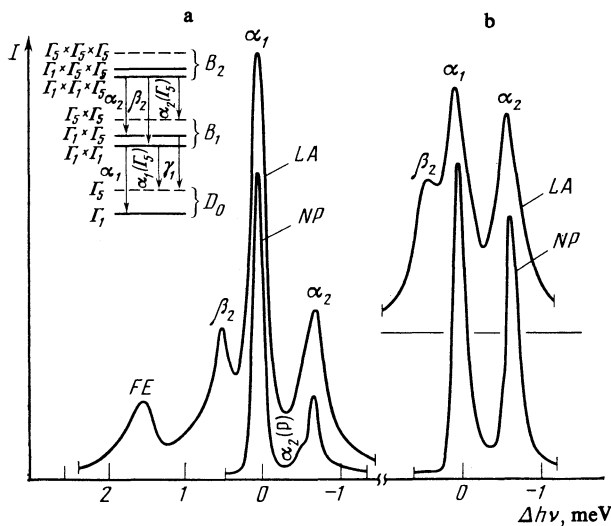 a
b
I
Γ₅ × Γ₅ × Γ₅
Γ₁ × Γ₅ × Γ₅
Γ₁ × Γ₁ × Γ₅
} B₂
α₂ β₂ α₂(Γ₅)
Γ₅ × Γ₅
Γ₁ × Γ₅
Γ₁ × Γ₁
} B₁
α₁ α₁(Γ₅) γ₁
Γ₅
Γ₁
} D₀
α₁
LA
NP
β₂
α₂
FE
α₂(P)
α₁
α₂
β₂
LA
NP
2 1 0 -1
0 -1
Δhν, meV